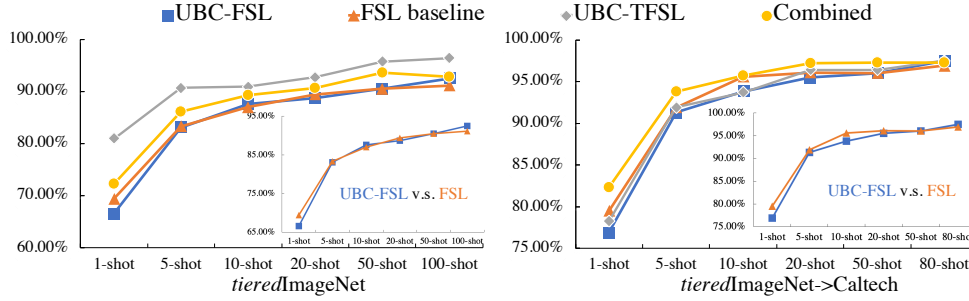 UBC-FSL FSL baseline UBC-TFSL Combined
100.00%
90.00%
80.00%
70.00%
60.00%
1-shot 5-shot 10-shot 20-shot 50-shot 100-shot
tieredImageNet
95.00%
85.00%
75.00%
65.00%
UBC-FSL v.s. FSL
1-shot 5-shot 10-shot 20-shot 50-shot 100-shot
100.00%
95.00%
90.00%
85.00%
80.00%
75.00%
1-shot 5-shot 10-shot 20-shot 50-shot 80-shot
tieredImageNet->Caltech
100.00%
95.00%
90.00%
85.00%
80.00%
75.00%
UBC-FSL v.s. FSL
1-shot 5-shot 10-shot 20-shot 50-shot 80-shot